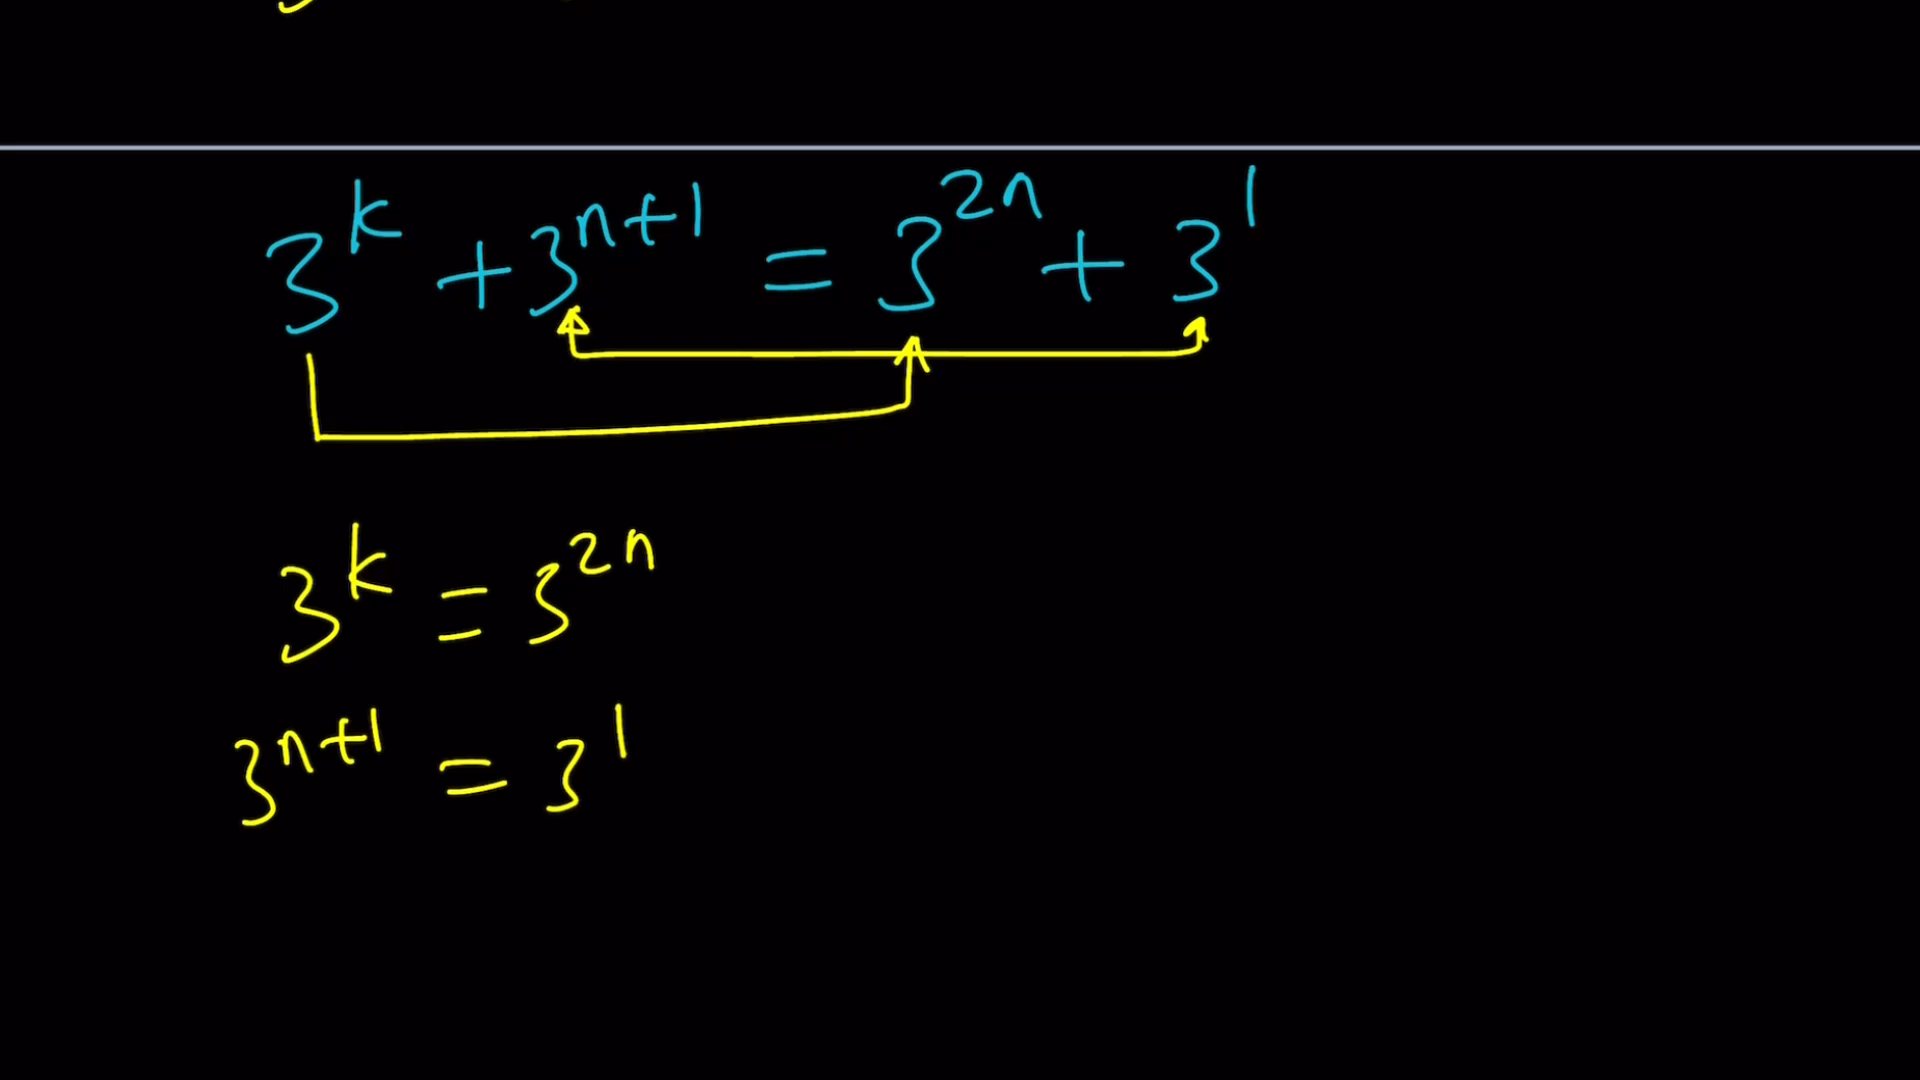 3^k + 3^{n+1} = 3^{2n} + 3^1
3^k = 3^{2n}
3^{n+1} = 3^1